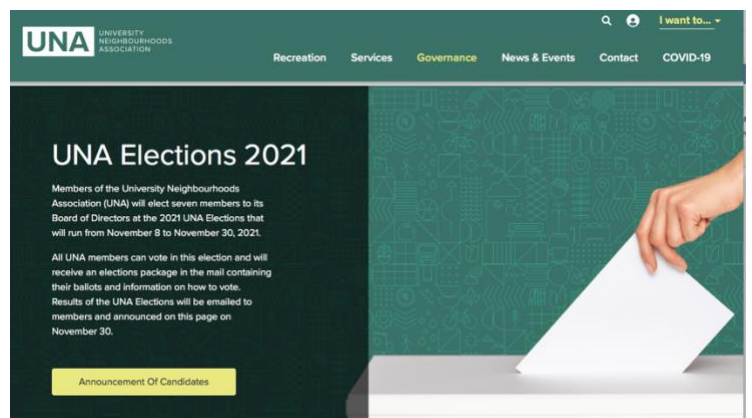 I want to...
UNA
UNIVERSITY
NEIGHBOURHOODS
ASSOCIATION
Recreation Services Governance News & Events Contact COVID-19
UNA Elections 2021
Members of the University Neighbourhoods
Association (UNA) will elect seven members to its
Board of Directors at the 2021 UNA Elections that
will run from November 8 to November 30, 2021.
All UNA members can vote in this election and will
receive an elections package in the mail containing
their ballots and information on how to vote.
Results of the UNA Elections will be emailed to
members and announced on this page on
November 30.
Announcement Of Candidates